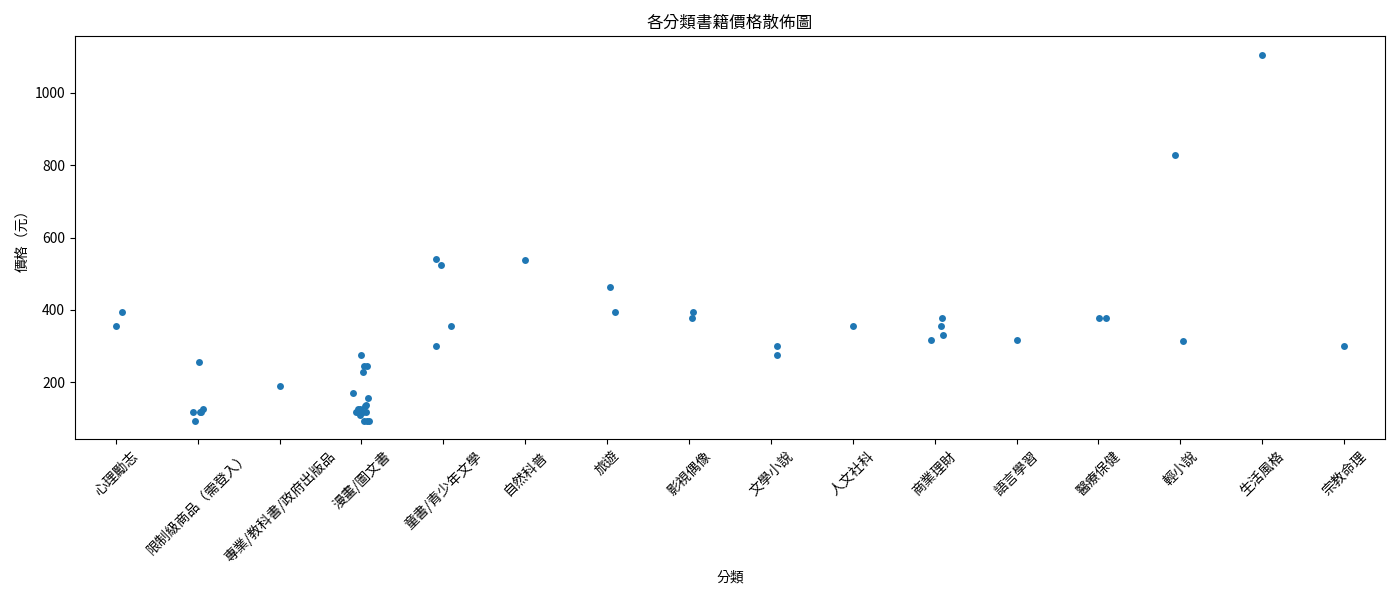 各分類書籍價格散佈圖
價格（元）
1000
800
600
400
200
心理勵志
限制級商品（需登入）
專業/教科書/政府出版品
漫畫/圖文書
童書/青少年文學
自然科普
旅遊
影視偶像
文學小說
人文社科
商業理財
語言學習
醫療保健
輕小說
生活風格
宗教命理
分類